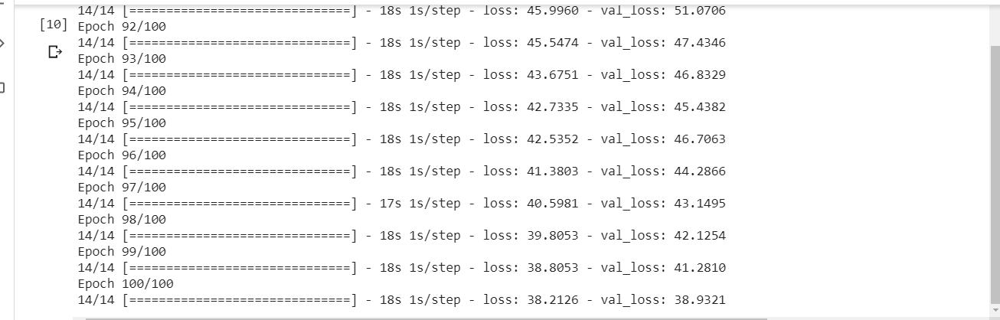 14/14 [==============================] - 18s 1s/step - loss: 45.9960 - val_loss: 51.0706
[10] Epoch 92/100
14/14 [==============================] - 18s 1s/step - loss: 45.5474 - val_loss: 47.4346
Epoch 93/100
14/14 [==============================] - 18s 1s/step - loss: 43.6751 - val_loss: 46.8329
Epoch 94/100
14/14 [==============================] - 18s 1s/step - loss: 42.7335 - val_loss: 45.4382
Epoch 95/100
14/14 [==============================] - 18s 1s/step - loss: 42.5352 - val_loss: 46.7063
Epoch 96/100
14/14 [==============================] - 18s 1s/step - loss: 41.3803 - val_loss: 44.2866
Epoch 97/100
14/14 [==============================] - 17s 1s/step - loss: 40.5981 - val_loss: 43.1495
Epoch 98/100
14/14 [==============================] - 18s 1s/step - loss: 39.8053 - val_loss: 42.1254
Epoch 99/100
14/14 [==============================] - 18s 1s/step - loss: 38.8053 - val_loss: 41.2810
Epoch 100/100
14/14 [==============================] - 18s 1s/step - loss: 38.2126 - val_loss: 38.9321